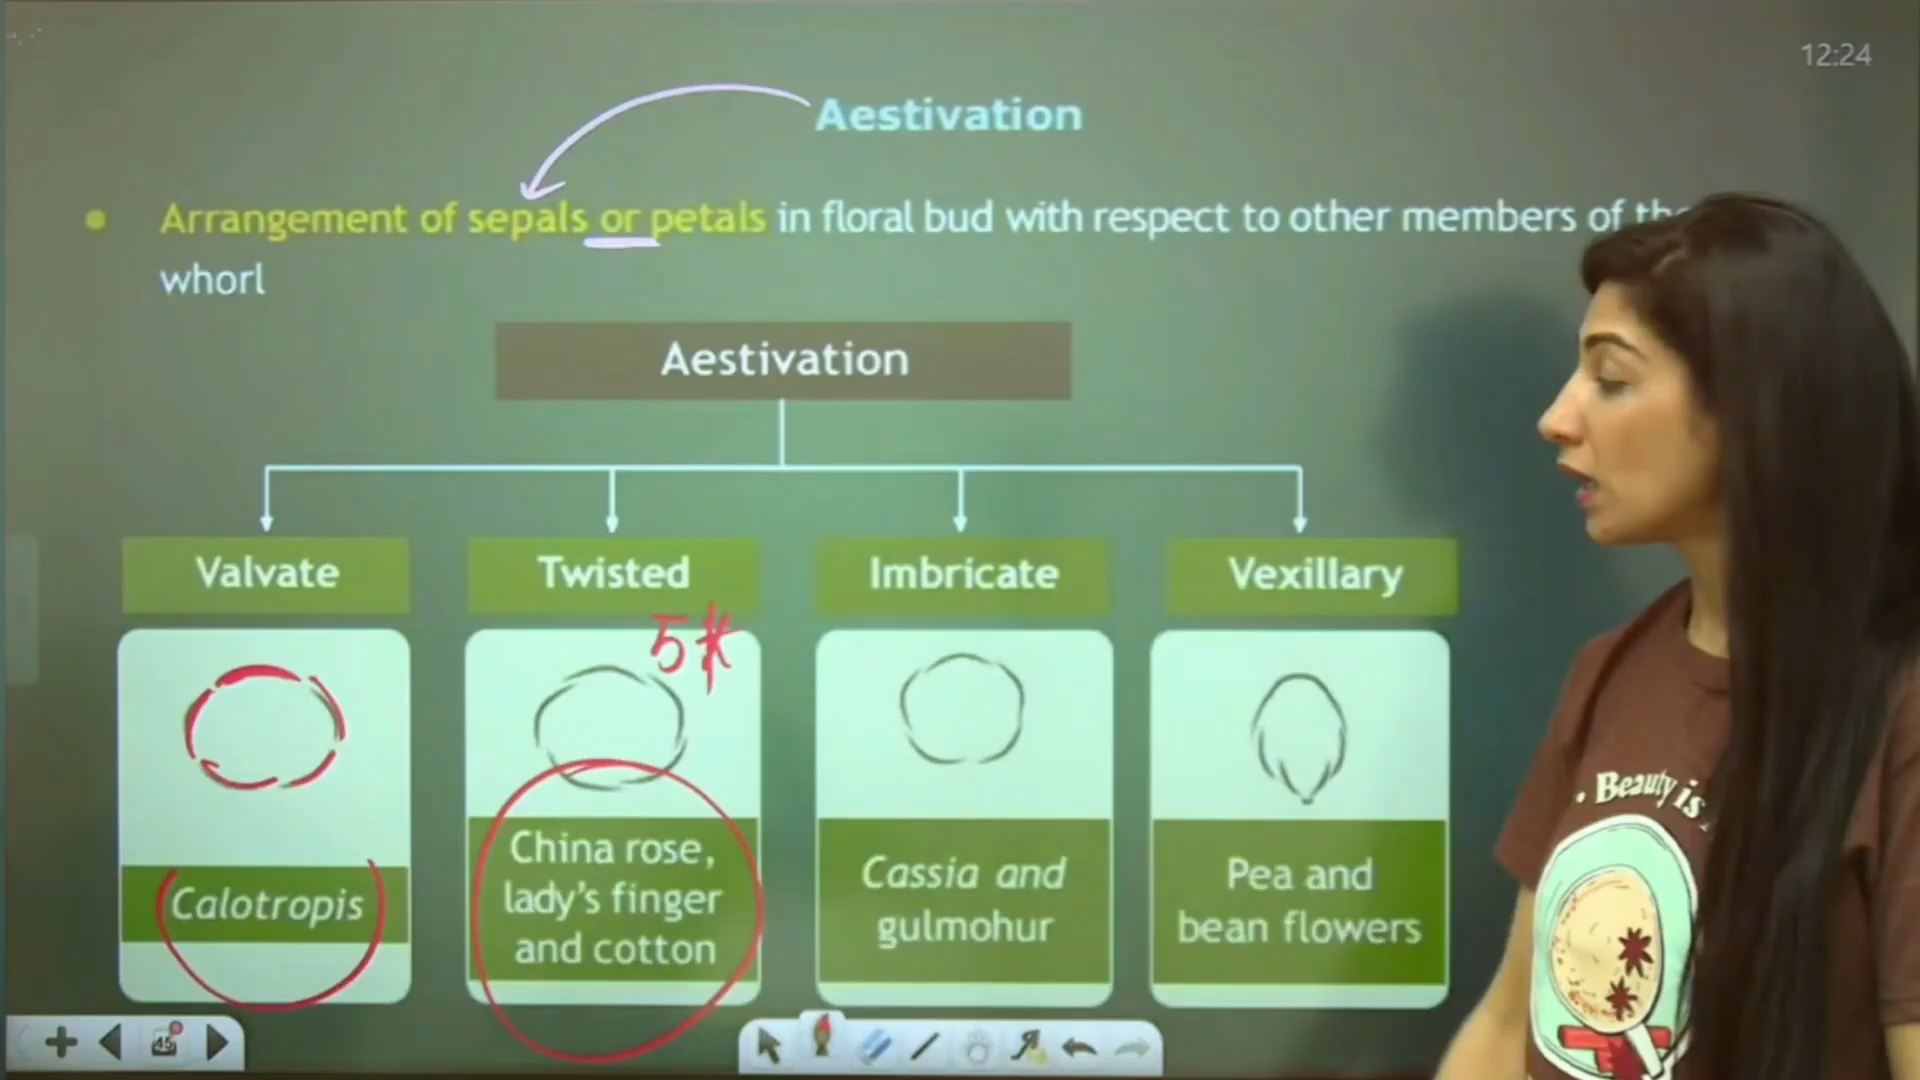 12:24
Aestivation
• Arrangement of sepals or petals in floral bud with respect to other members of the
whorl
Aestivation
Valvate
Twisted
Imbricate
Vexillary
5*
Calotropis
China rose,
lady's finger
and cotton
Cassia and
gulmohur
Pea and
bean flowers
. Beauty is
45